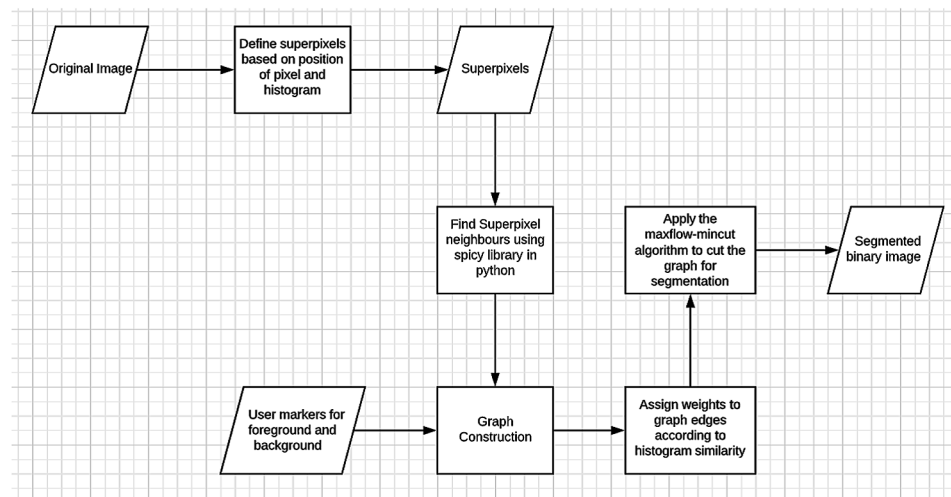 Original Image
Define superpixels
based on position
of pixel and
histogram
Superpixels
Find Superpixel
neighbours using
spicy library in
python
Apply the
maxflow-mincut
algorithm to cut the
graph for
segmentation
Segmented
binary image
User markers for
foreground and
background
Graph
Construction
Assign weights to
graph edges
according to
histogram similarity